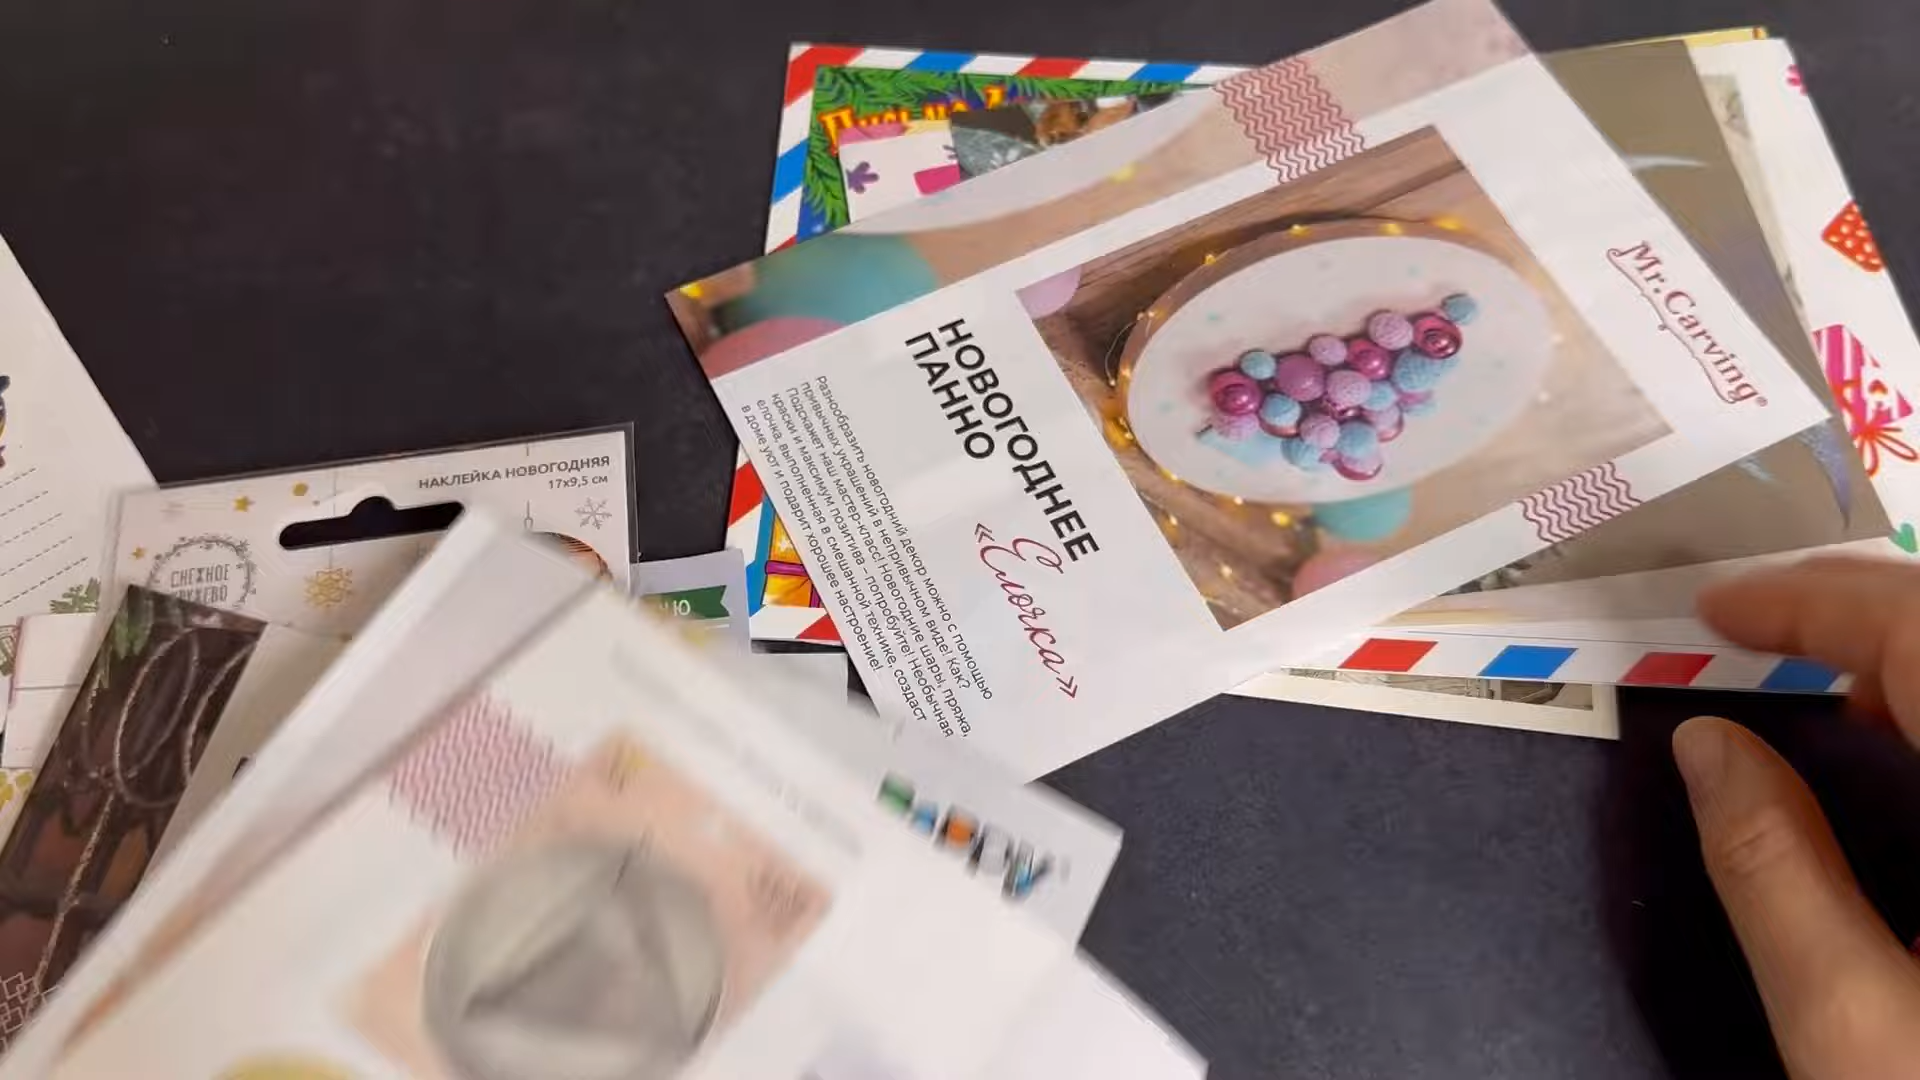 Mr. Carving®
НОВОГОДНЕЕ
ПАННО
«Ёлочка»
Разнообразить новогодний декор можно с помощью
привычных украшений в непривычном виде! Как?
Подскажет наш мастер-класс! Новогодние шары, пряжа,
краски и максимум позитива – попробуйте! Необычная
елочка, выполненная в смешанной технике, создаст
в доме уют и подарит хорошее настроение!
НАКЛЕЙКА НОВОГОДНЯЯ
17х9,5 см
СНЕЖНОЕ
КРУЖЕВО